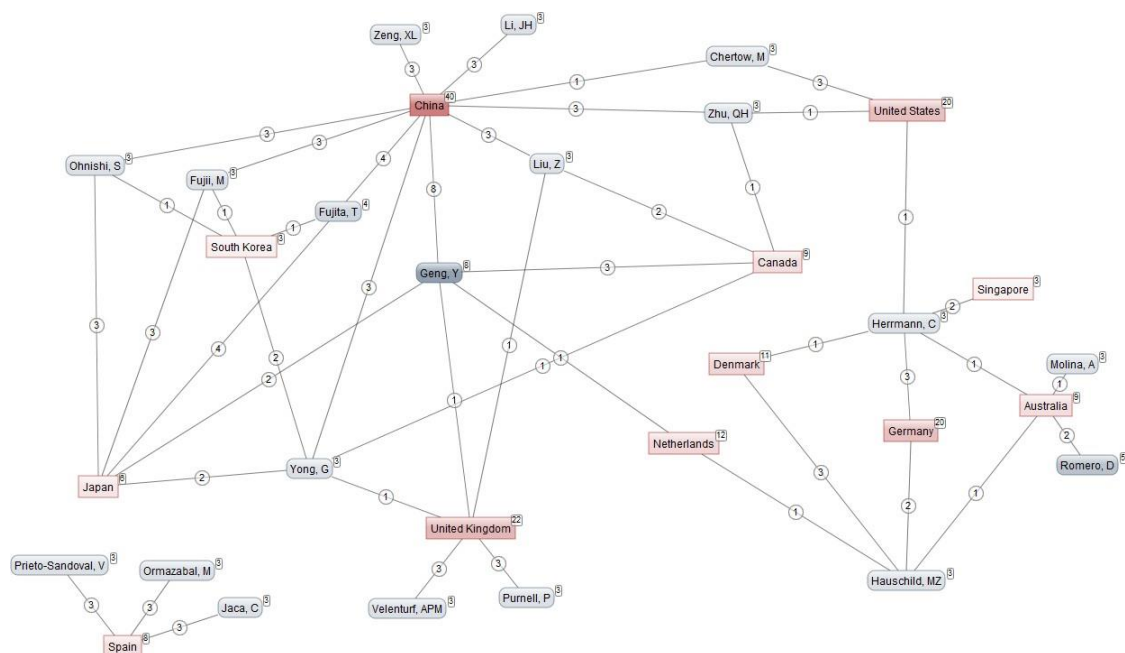 Li, JH 3
Zeng, XL 3
Chertow, M 3
3
3
1
3
China 40
United States 20
3
Zhu, QH 3
1
3
3
3
4
Liu, Z 3
Ohnishi, S 3
Fujii, M 3
8
1
1
1
Fujita, T 4
2
1
1
South Korea 3
Canada 9
Geng, Y 8
3
3
Singapore 3
2
Herrmann, C 3
3
3
4
2
1
1
1
1
1
1
2
Denmark 11
Molina, A 3
3
1
Australia 9
Germany 20
2
Netherlands 12
Romero, D 5
Yong, G 3
2
3
Japan 6
1
1
2
1
United Kingdom 22
Prieto-Sandoval, V 3
Ormazabal, M 3
3
3
Hauschild, MZ 3
3
3
Jaca, C 3
Velenturf, APM 3
Purnell, P 3
3
Spain 8